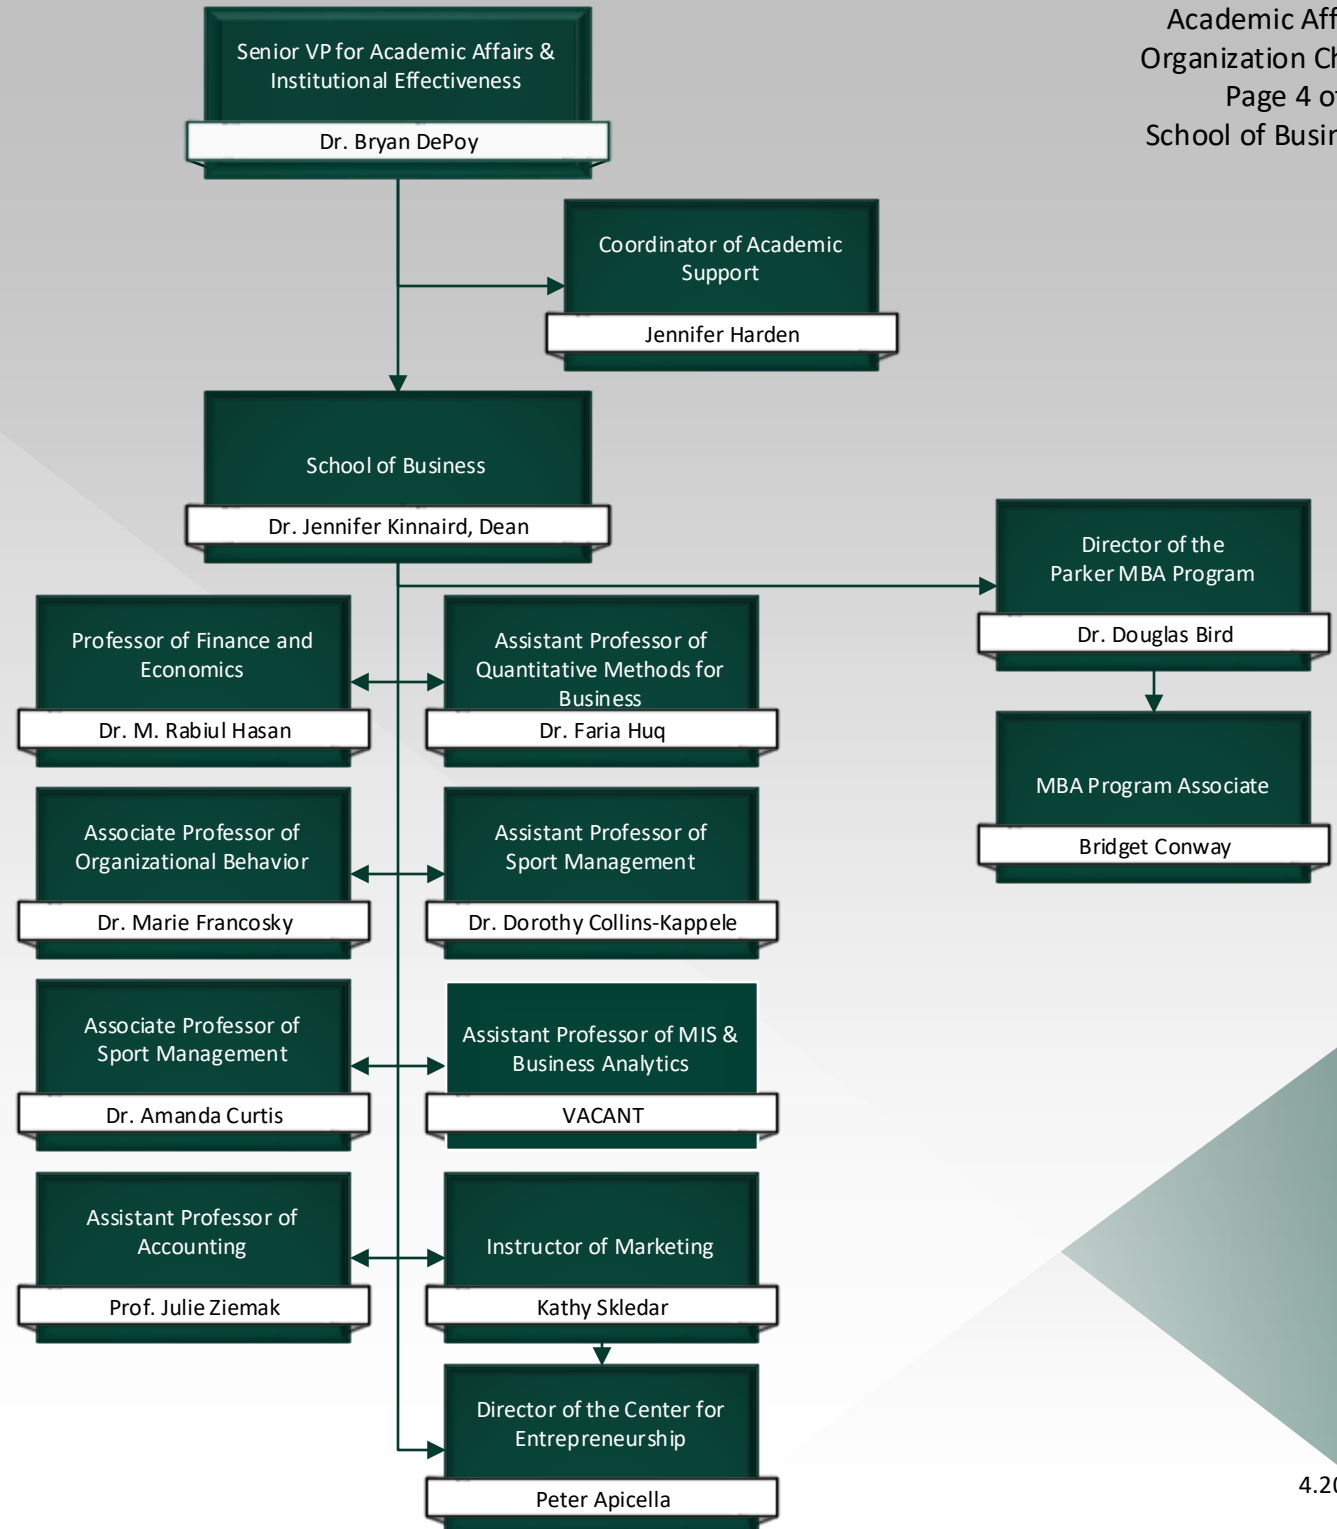 Academic
Organization
Page 4
School of
Senior VP for Academic Affairs &
Institutional Effectiveness
Dr. Bryan DePoy
Coordinator of Academic
Support
Jennifer Harden
School of Business
Dr. Jennifer Kinnaird, Dean
Director of the
Parker MBA Program
Dr. Douglas Bird
MBA Program Associate
Bridget Conway
Professor of Finance and
Economics
Dr. M. Rabiul Hasan
Assistant Professor of
Quantitative Methods for
Business
Dr. Faria Huq
Associate Professor of
Organizational Behavior
Dr. Marie Francosky
Assistant Professor of
Sport Management
Dr. Dorothy Collins-Kappele
Associate Professor of
Sport Management
Dr. Amanda Curtis
Assistant Professor of MIS &
Business Analytics
VACANT
Assistant Professor of
Accounting
Prof. Julie Ziemak
Instructor of Marketing
Kathy Skledar
Director of the Center for
Entrepreneurship
Peter Apicella